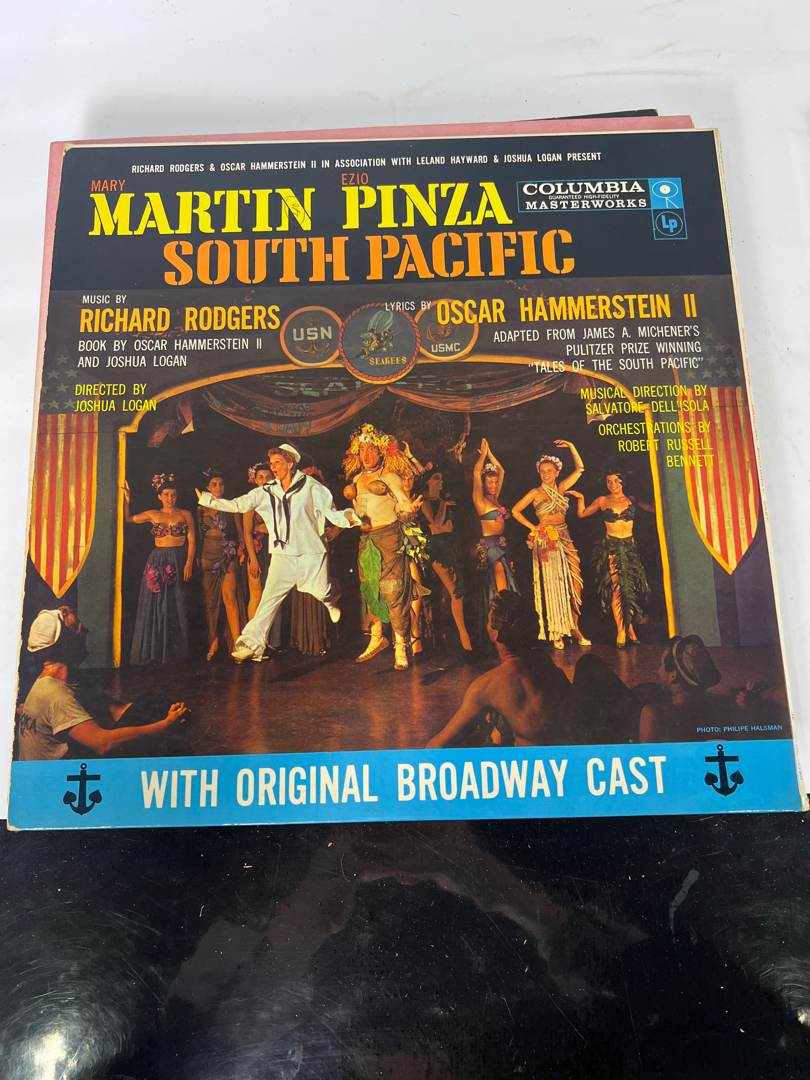 RICHARD RODGERS & OSCAR HAMMERSTEIN II IN ASSOCIATION WITH LELAND HAYWARD & JOSHUA LOGAN PRESENT
MARY EZIO
MARTIN PINZA
SOUTH PACIFIC
COLUMBIA
GUARANTEED HIGH-FIDELITY
MASTERWORKS
Lp
MUSIC BY
RICHARD RODGERS
BOOK BY OSCAR HAMMERSTEIN II
AND JOSHUA LOGAN
DIRECTED BY
JOSHUA LOGAN
LYRICS BY OSCAR HAMMERSTEIN II
ADAPTED FROM JAMES A. MICHENER'S
PULITZER PRIZE WINNING
"TALES OF THE SOUTH PACIFIC"
MUSICAL DIRECTION BY
SALVATORE DELL'ISOLA
ORCHESTRATIONS BY
ROBERT RUSSELL
BENNETT
USN
SEABEES
USMC
SEABEES
PHOTO: PHILIPE HALSMAN
WITH ORIGINAL BROADWAY CAST